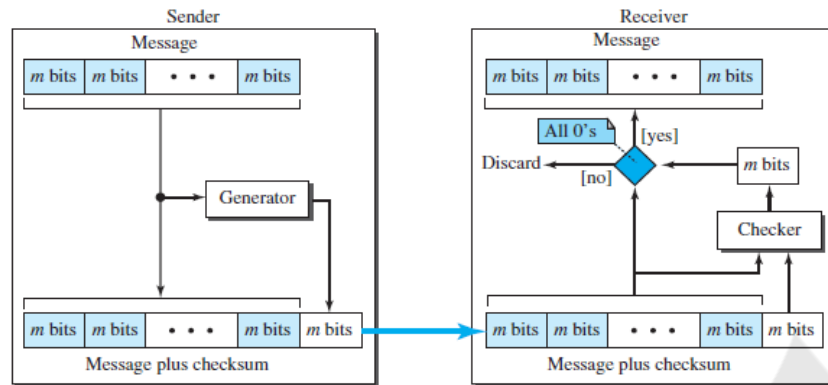 Sender
Message
m bits m bits • • • m bits
Generator
m bits m bits • • • m bits m bits
Message plus checksum
Receiver
Message
m bits m bits • • • m bits
All 0's
[yes]
Discard
[no]
m bits
Checker
m bits m bits • • • m bits m bits
Message plus checksum